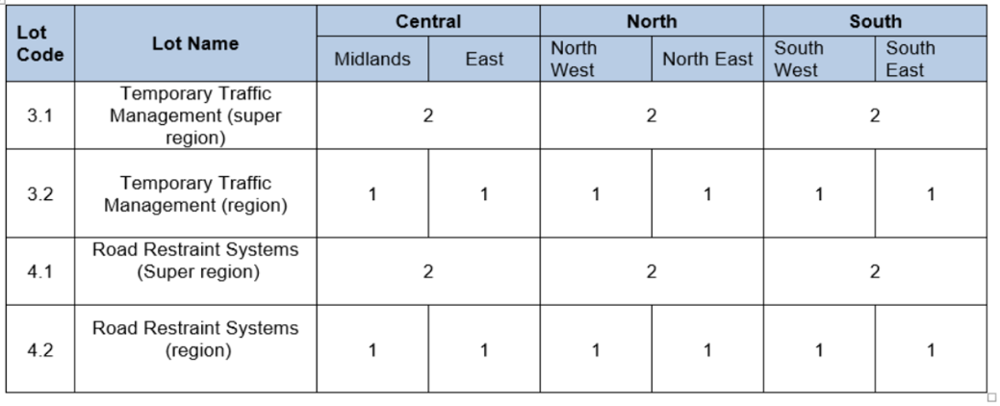 Lot Code
Lot Name
Central
North
South
Midlands
East
North West
North East
South West
South East
3.1
Temporary Traffic
Management (super
region)
2
2
2
3.2
Temporary Traffic
Management (region)
1
1
1
1
1
1
4.1
Road Restraint Systems
(Super region)
2
2
2
4.2
Road Restraint Systems
(region)
1
1
1
1
1
1